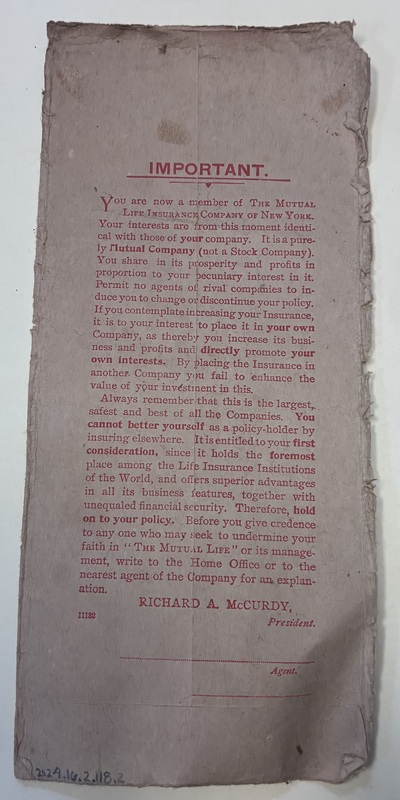 IMPORTANT.
YOU are now a member of THE MUTUAL
LIFE INSURANCE COMPANY OF NEW YORK.
Your interests are from this moment identi-
cal with those of your company. It is a pure-
ly Mutual Company (not a Stock Company).
You share in its prosperity and profits in
proportion to your pecuniary interest in it.
Permit no agents of rival companies to in-
duce you to change or discontinue your policy.
If you contemplate increasing your Insurance,
it is to your interest to place it in your own
Company, as thereby you increase its busi-
ness and profits and directly promote your
own interests. By placing the Insurance in
another Company you fail to enhance the
value of your investment in this.
Always remember that this is the largest,
safest and best of all the Companies. You
cannot better yourself as a policy-holder by
insuring elsewhere. It is entitled to your first
consideration, since it holds the foremost
place among the Life Insurance Institutions
of the World, and offers superior advantages
in all its business features, together with
unequaled financial security. Therefore, hold
on to your policy. Before you give credence
to any one who may seek to undermine your
faith in "THE MUTUAL LIFE" or its manage-
ment, write to the Home Office or to the
nearest agent of the Company for an explan-
ation.
RICHARD A. McCURDY,
11132 President.
Agent.
2024.16.2.118.2